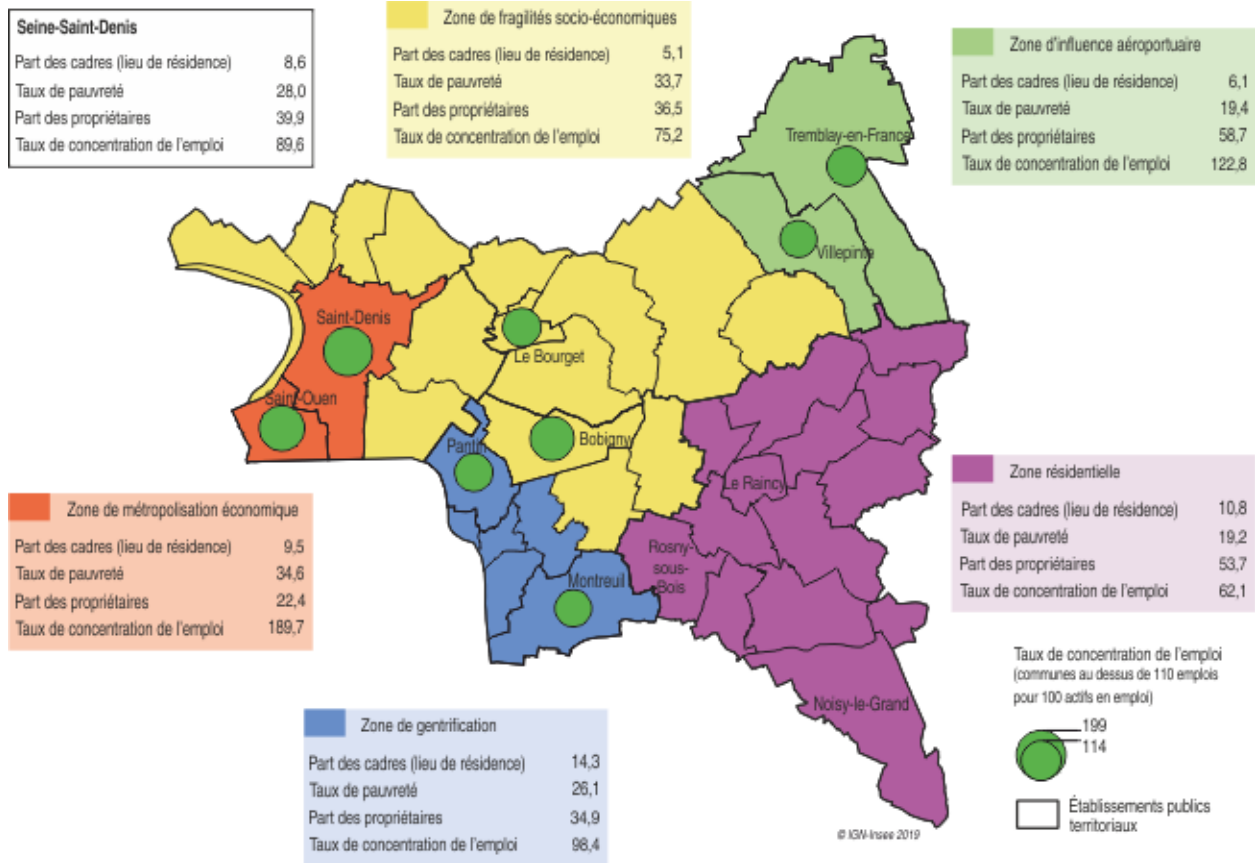 Seine-Saint-Denis
Part des cadres (lieu de résidence) 8,6
Taux de pauvreté 28,0
Part des propriétaires 39,9
Taux de concentration de l'emploi 89,6
Zone de fragilités socio-économiques
Part des cadres (lieu de résidence) 5,1
Taux de pauvreté 33,7
Part des propriétaires 36,5
Taux de concentration de l'emploi 75,2
Zone d'influence aéroportuaire
Part des cadres (lieu de résidence) 6,1
Taux de pauvreté 19,4
Part des propriétaires 58,7
Taux de concentration de l'emploi 122,8
Tremblay-en-France
Villepinte
Saint-Denis
Le Bourget
Saint-Ouen
Pantin
Bobigny
Le Raincy
Rosny-
sous-
Bois
Montreuil
Noisy-le-Grand
Zone de métropolisation économique
Part des cadres (lieu de résidence) 9,5
Taux de pauvreté 34,6
Part des propriétaires 22,4
Taux de concentration de l'emploi 189,7
Zone résidentielle
Part des cadres (lieu de résidence) 10,8
Taux de pauvreté 19,2
Part des propriétaires 53,7
Taux de concentration de l'emploi 62,1
Zone de gentrification
Part des cadres (lieu de résidence) 14,3
Taux de pauvreté 26,1
Part des propriétaires 34,9
Taux de concentration de l'emploi 98,4
Taux de concentration de l'emploi
(communes au dessus de 110 emplois
pour 100 actifs en emploi)
199
114
Établissements publics
territoriaux
© IGN-Insee 2019